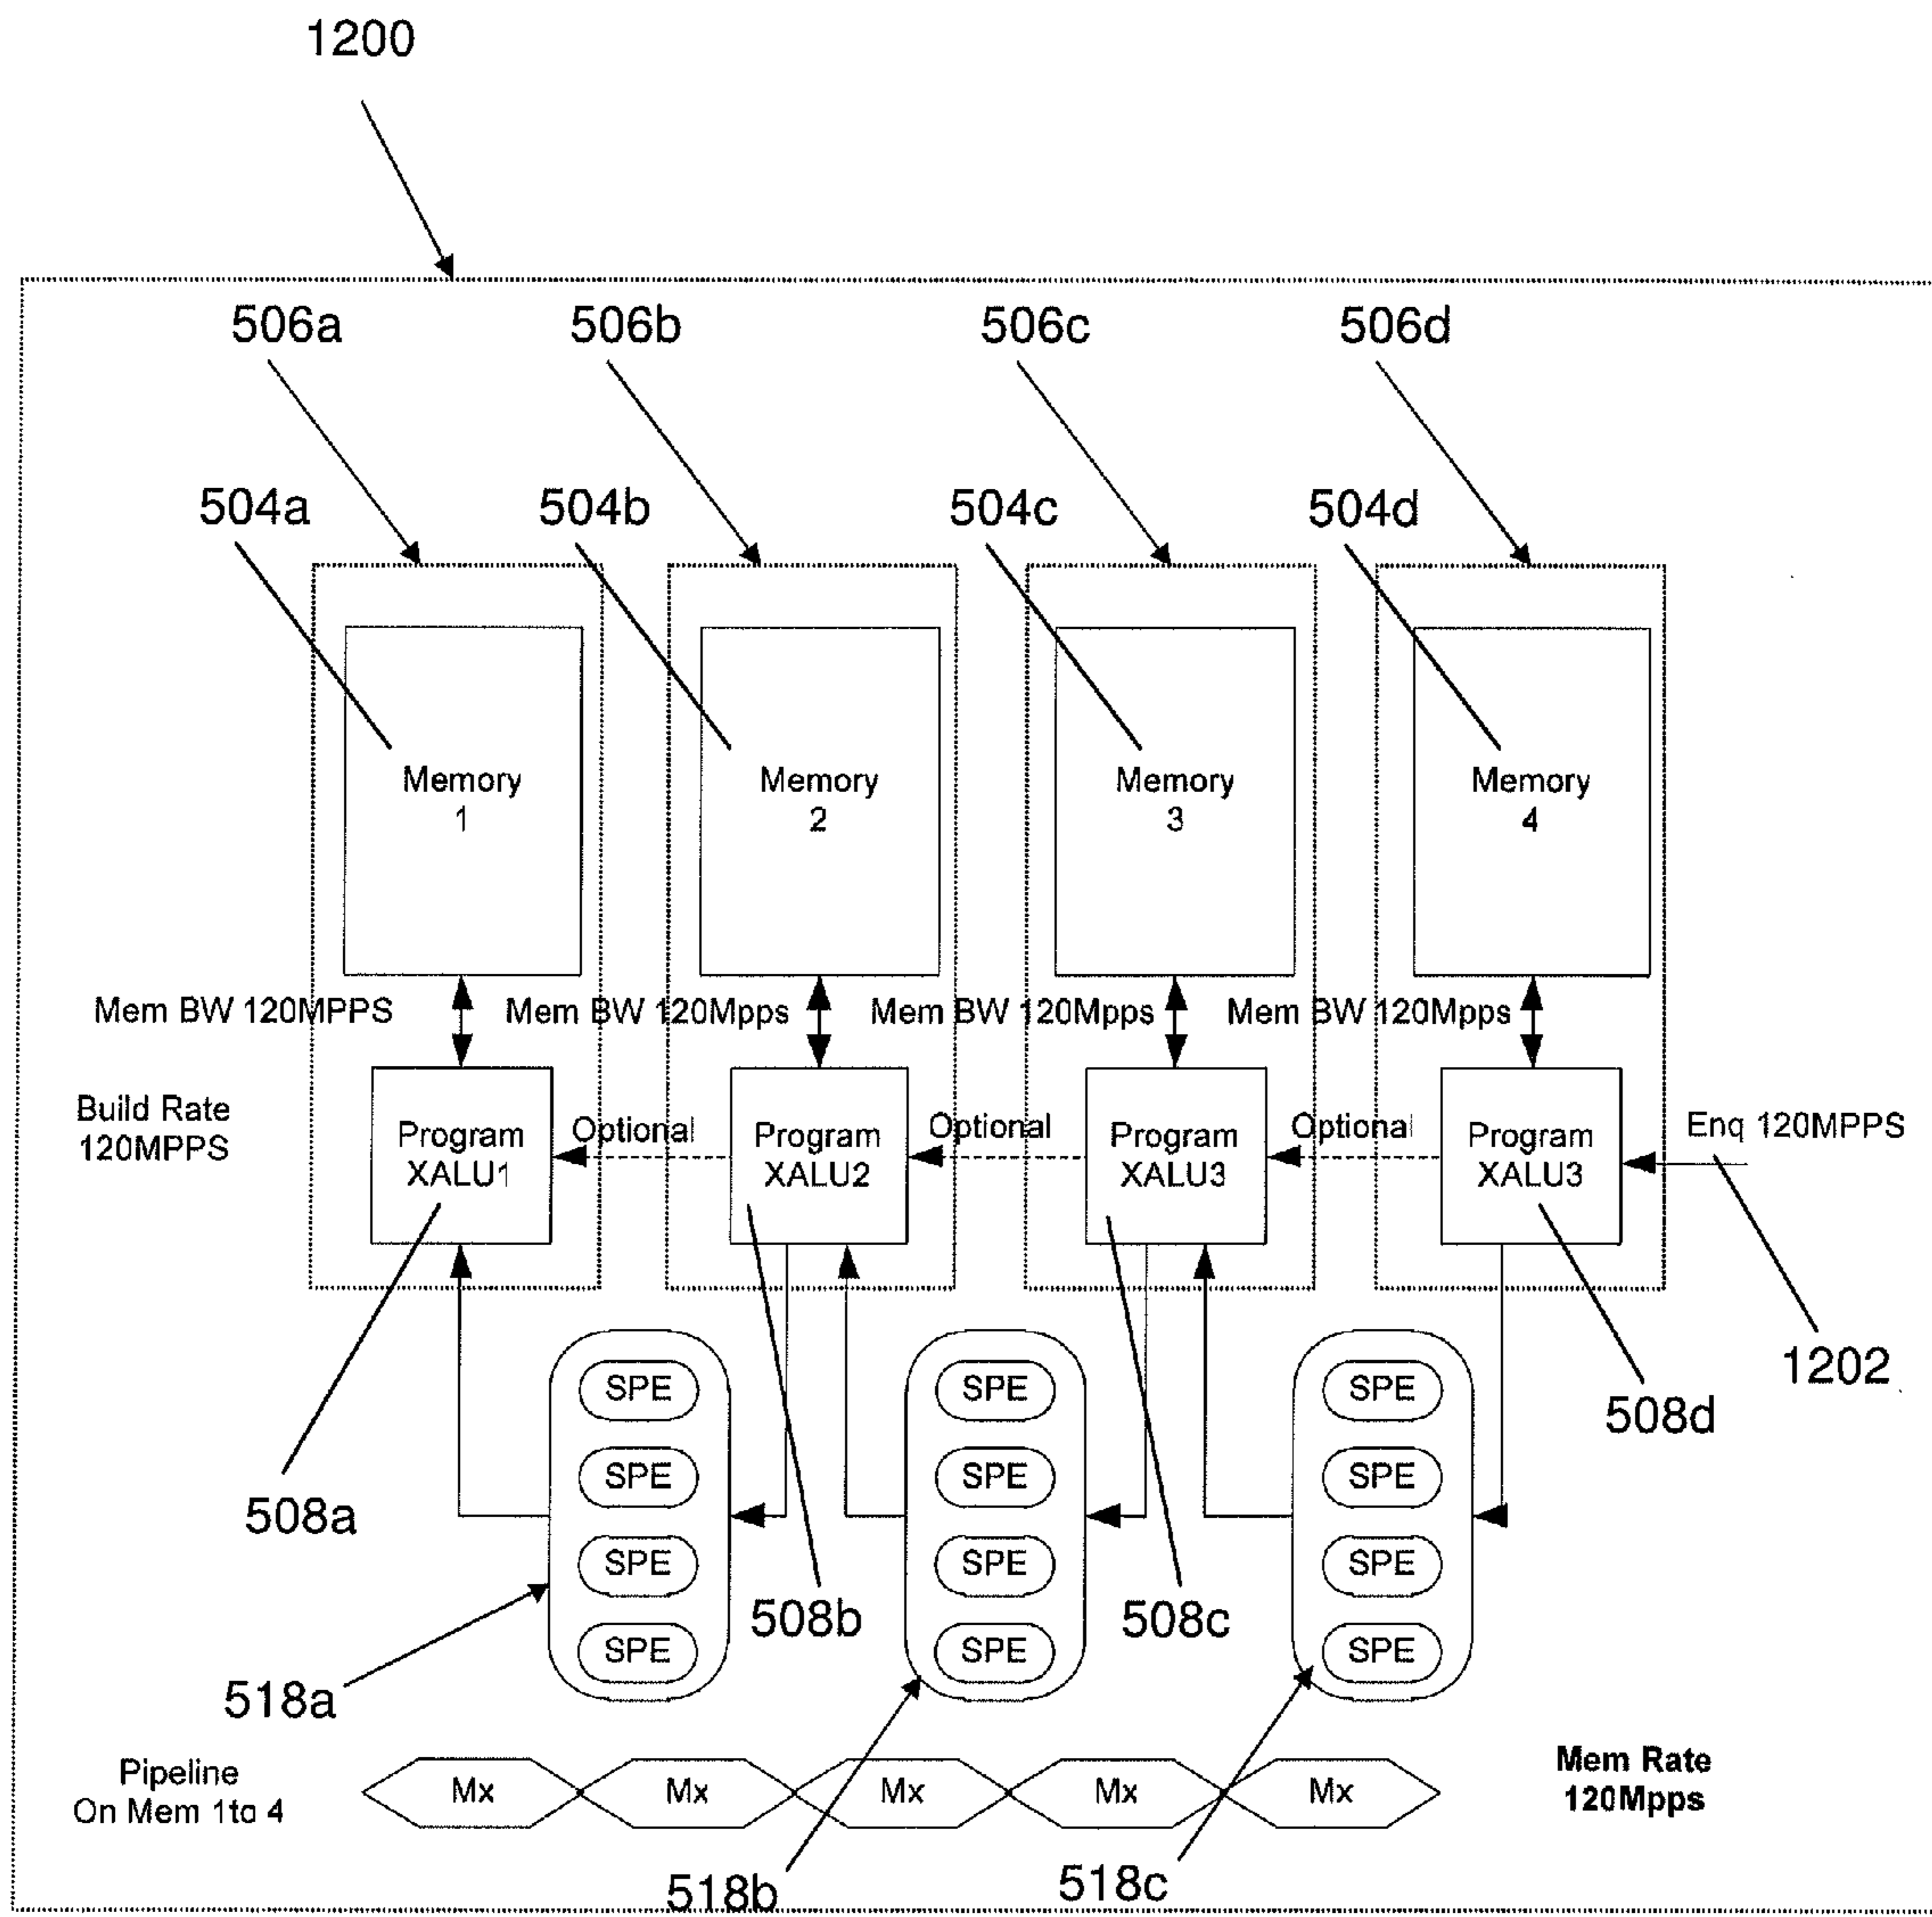 1200
506a
506b
506c
506d
504a
504b
504c
504d
Memory
1
Memory
2
Memory
3
Memory
4
Mem BW 120MPPS
Mem BW 120Mpps
Mem BW 120Mpps
Mem BW 120Mpps
Build Rate
120MPPS
Program
XALU1
Optional
Program
XALU2
Optional
Program
XALU3
Optional
Program
XALU3
Enq 120MPPS
1202
508d
SPE
SPE
SPE
SPE
SPE
SPE
SPE
SPE
SPE
SPE
SPE
SPE
508a
508b
508c
518a
Pipeline
On Mem 1to 4
Mx
Mx
Mx
Mx
Mx
Mem Rate
120Mpps
518b
518c